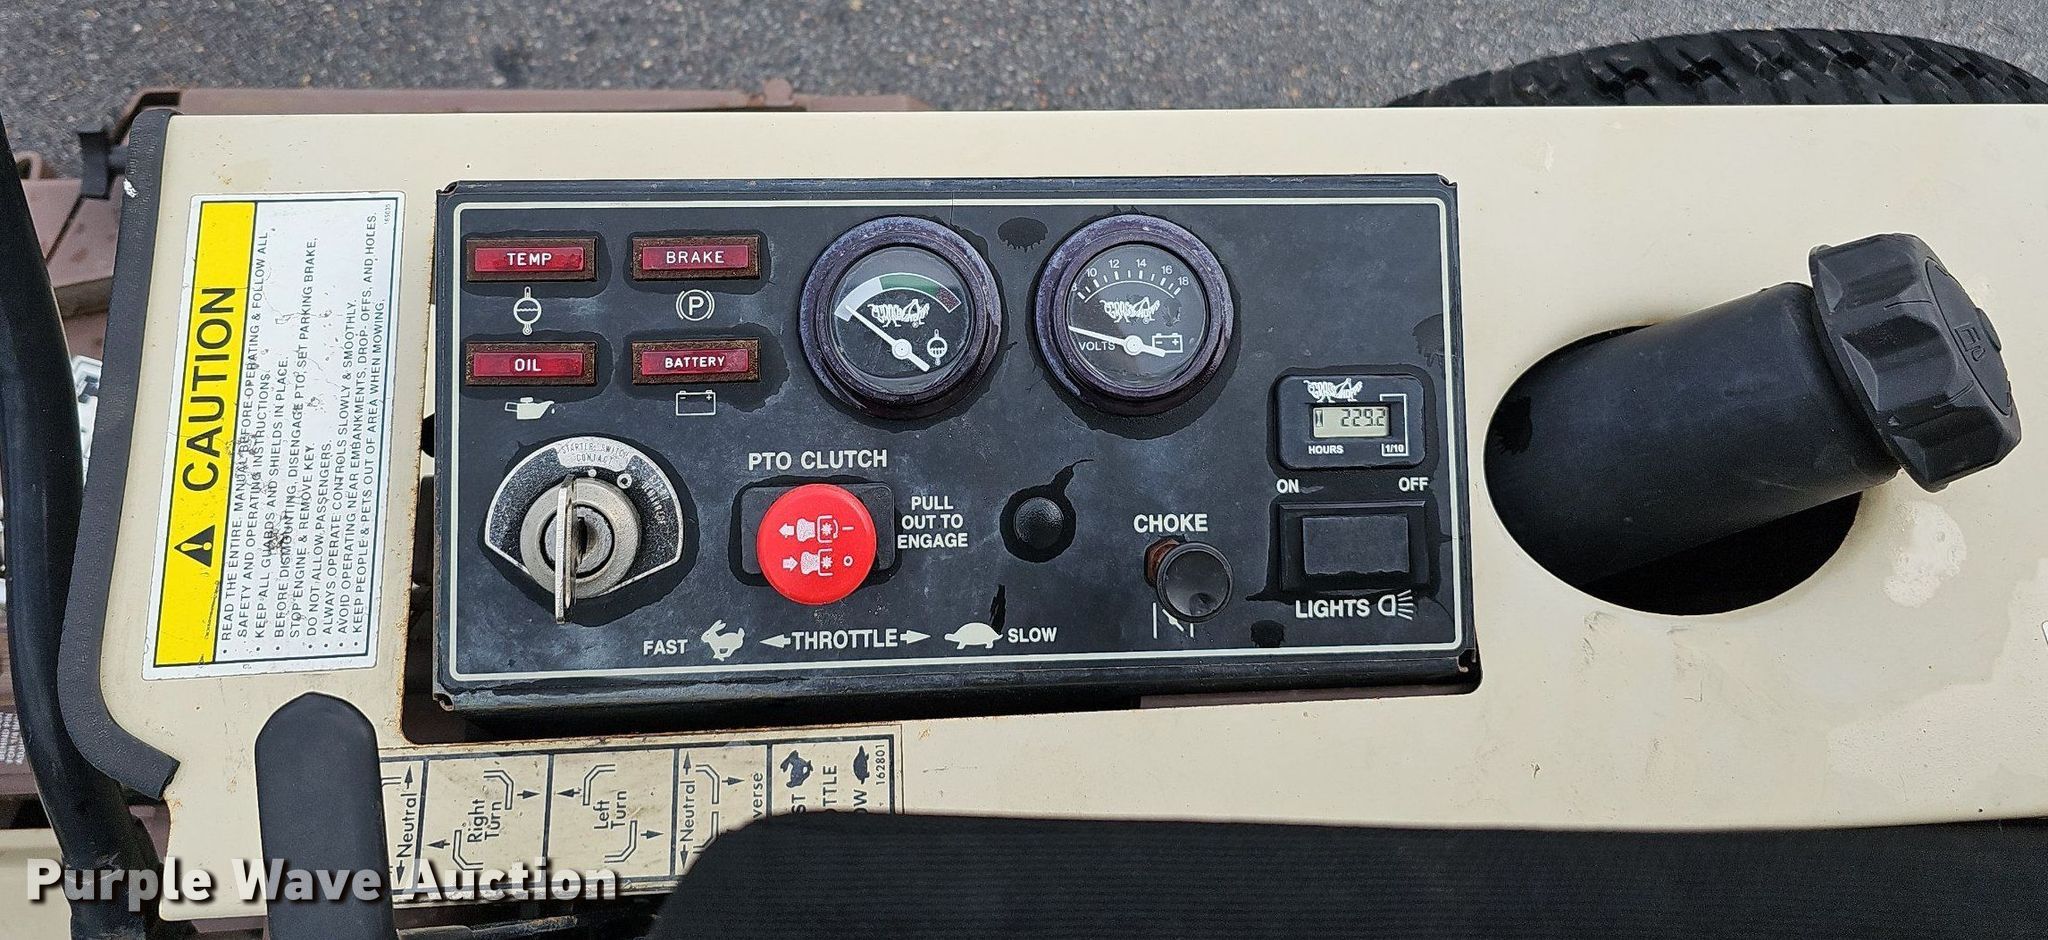 CAUTION
• READ THE ENTIRE MANUAL BEFORE OPERATING & FOLLOW ALL
SAFETY AND OPERATING INSTRUCTIONS.
• KEEP ALL GUARDS AND SHIELDS IN PLACE.
• BEFORE DISMOUNTING, DISENGAGE PTO, SET PARKING BRAKE,
STOP ENGINE & REMOVE KEY.
• DO NOT ALLOW PASSENGERS.
• ALWAYS OPERATE CONTROLS SLOWLY & SMOOTHLY.
• AVOID OPERATING NEAR EMBANKMENTS, DROP-OFFS, AND HOLES.
• KEEP PEOPLE & PETS OUT OF AREA WHEN MOWING.
165035
TEMP
BRAKE
P
OIL
BATTERY
10 12 14 16 18
VOLTS
229.2
HOURS
1/10
STARTER SWITCH
CONTACT
PTO CLUTCH
PULL
OUT TO
ENGAGE
CHOKE
ON
OFF
LIGHTS
FAST
THROTTLE
SLOW
Neutral
Right
Turn
Left
Turn
Neutral
162801
Purple Wave Auction